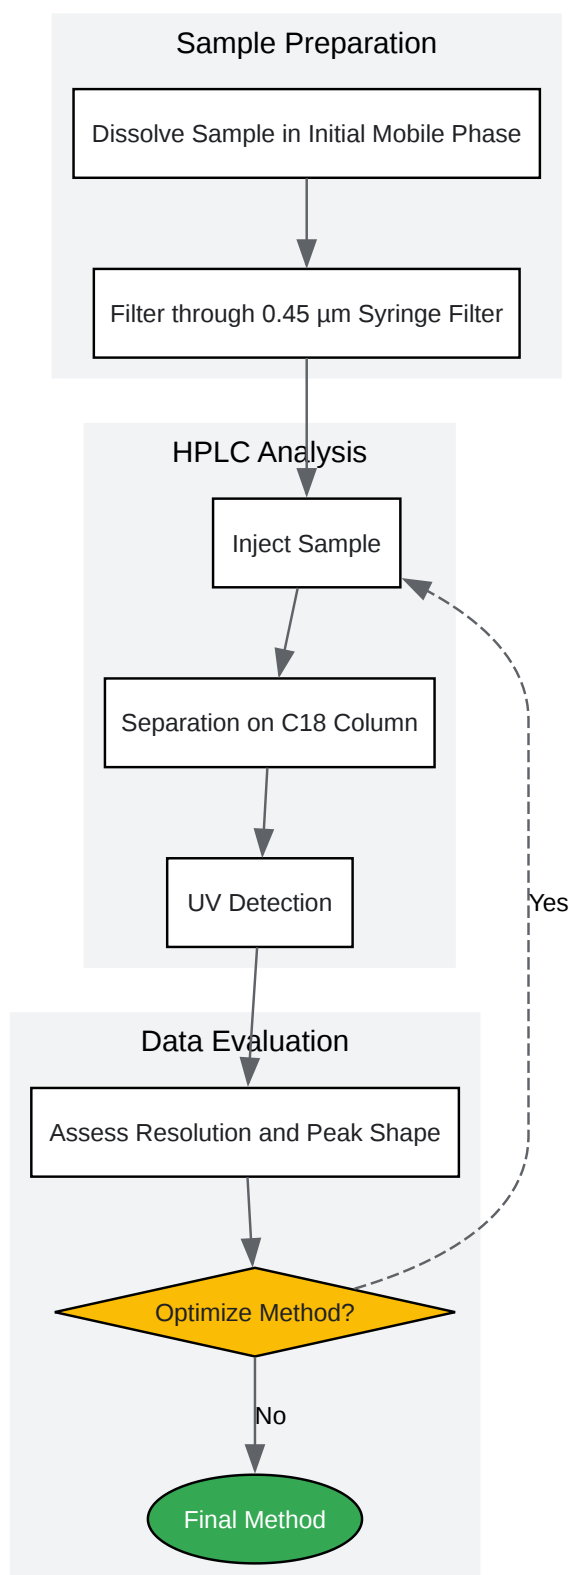 Sample Preparation
Dissolve Sample in Initial Mobile Phase
Filter through 0.45 µm Syringe Filter
HPLC Analysis
Inject Sample
Separation on C18 Column
UV Detection
Yes
Data Evaluation
Assess Resolution and Peak Shape
Optimize Method?
No
Final Method